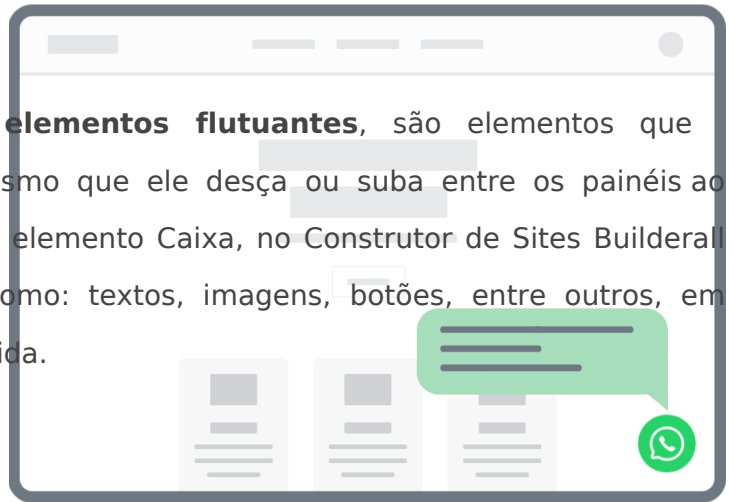 elementos flutuantes, são elementos que
smo que ele desça ou suba entre os painéis ao
elemento Caixa, no Construtor de Sites Builderall
omo: textos, imagens, botões, entre outros, em
ida.